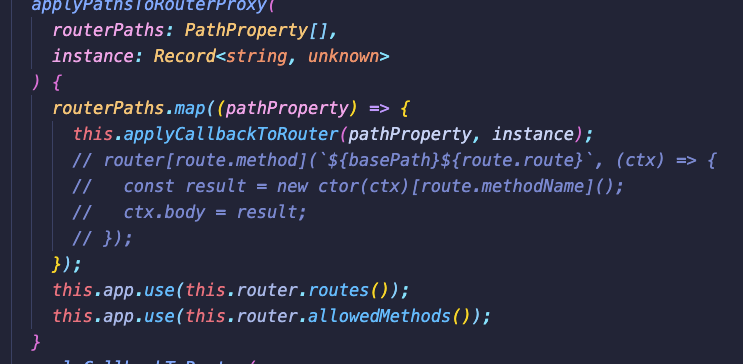 applyPathsToRouterProxy(
routerPaths: PathProperty[],
instance: Record<string, unknown>
) {
routerPaths.map((pathProperty) => {
this.applyCallbackToRouter(pathProperty, instance);
// router[route.method](`${basePath}${route.route}`, (ctx) => {
//   const result = new ctor(ctx)[route.methodName]();
//   ctx.body = result;
// });
});
this.app.use(this.router.routes());
this.app.use(this.router.allowedMethods());
}